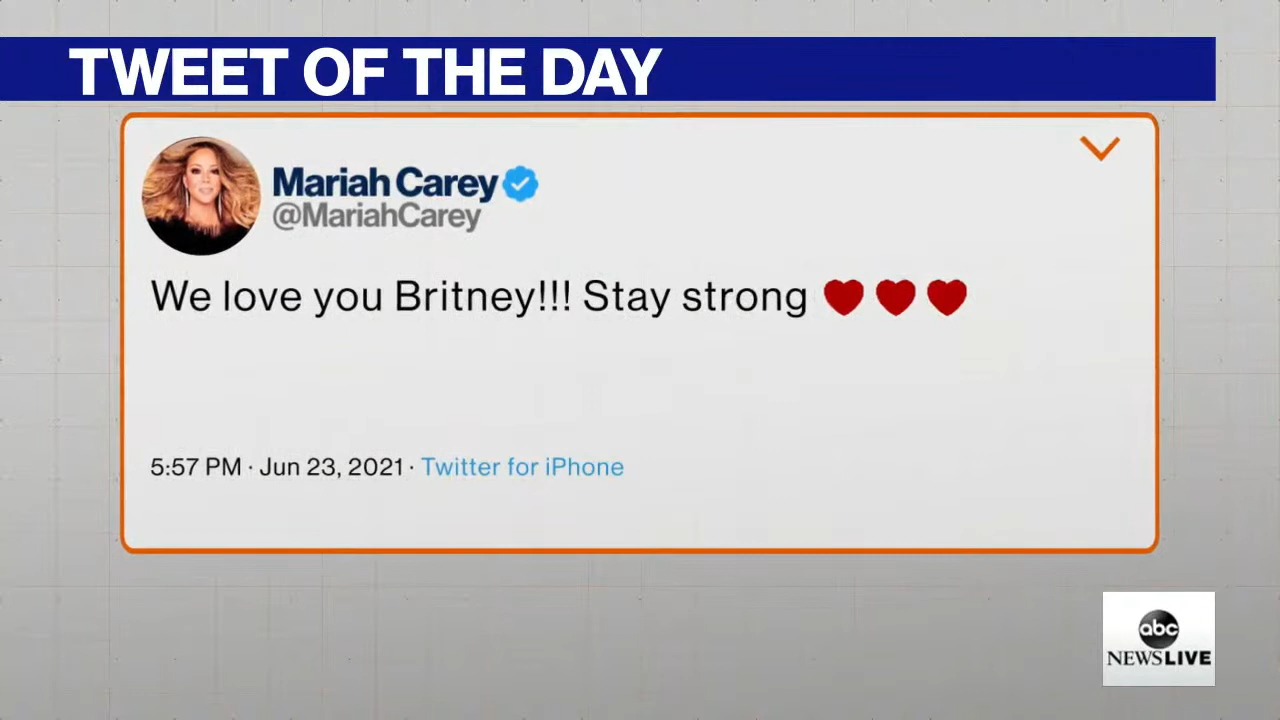 TWEET OF THE DAY
Mariah Carey
@MariahCarey
We love you Britney!!! Stay strong ❤❤❤
5:57 PM · Jun 23, 2021 · Twitter for iPhone
abc
NEWSLIVE